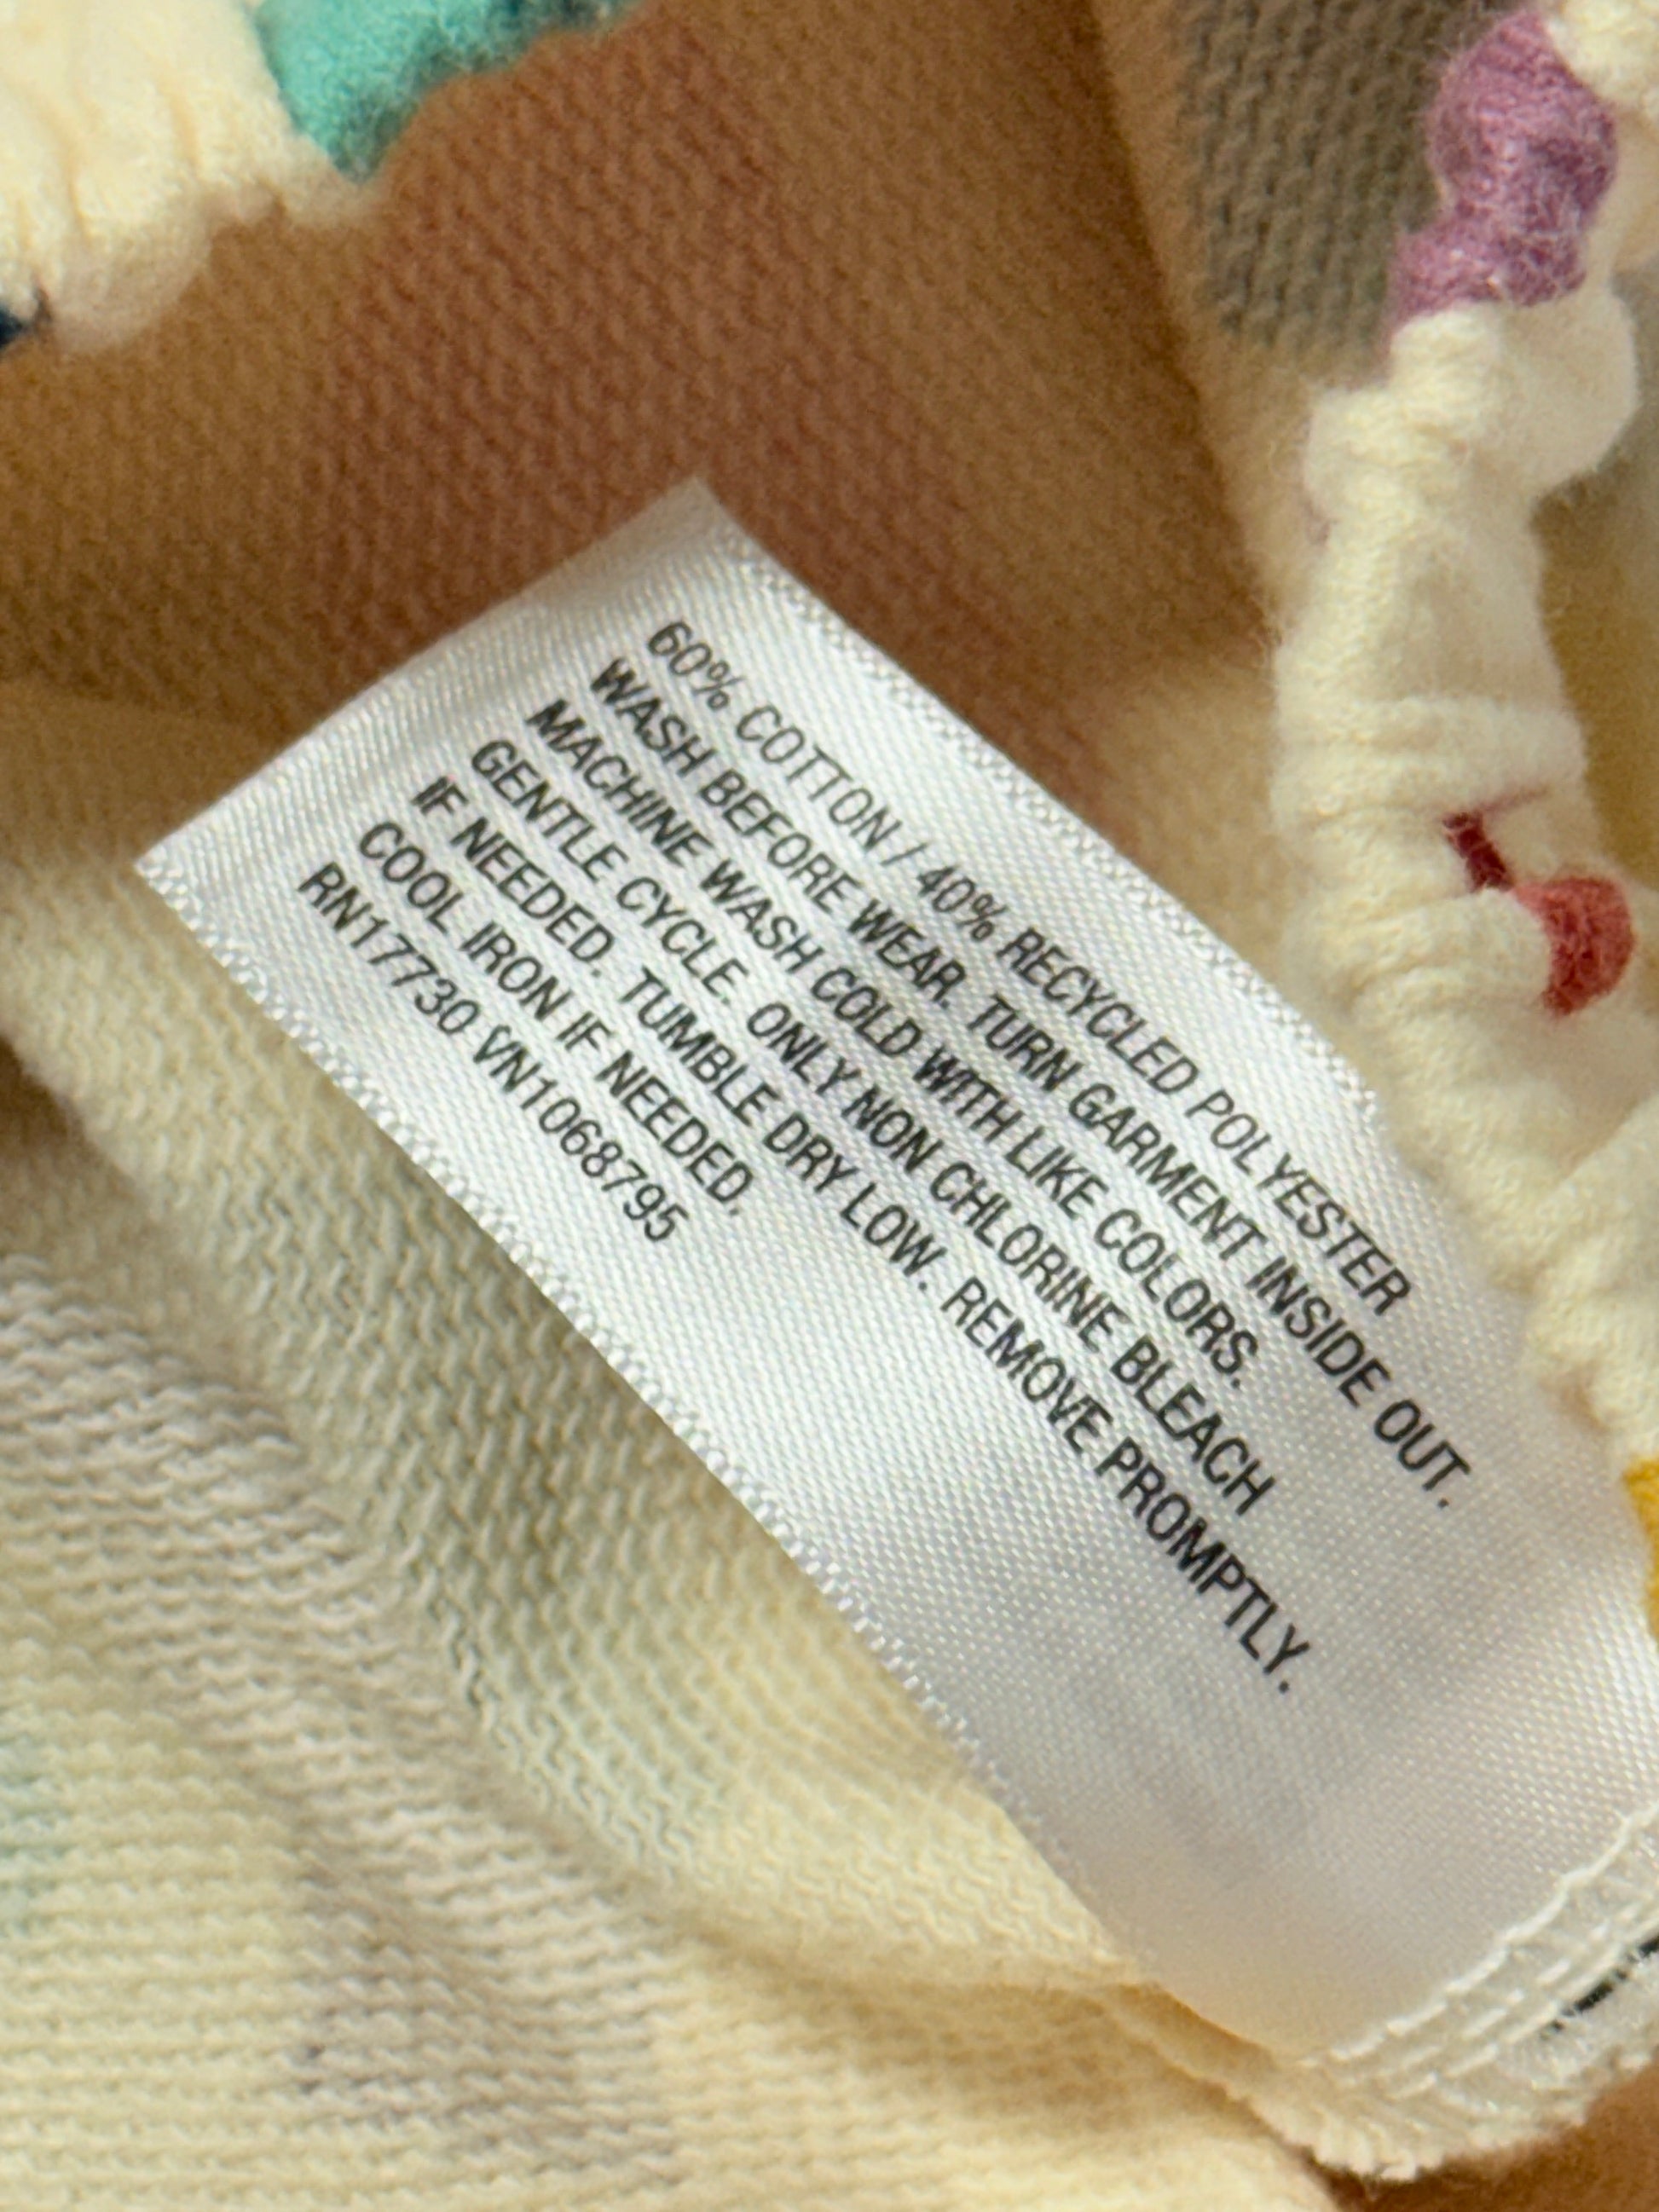 60% COTTON / 40% RECYCLED POLYESTER
WASH BEFORE WEAR. TURN GARMENT INSIDE OUT.
MACHINE WASH COLD WITH LIKE COLORS.
GENTLE CYCLE. ONLY NON CHLORINE BLEACH
IF NEEDED. TUMBLE DRY LOW. REMOVE PROMPTLY.
COOL IRON IF NEEDED.
RN17730 VN1068795